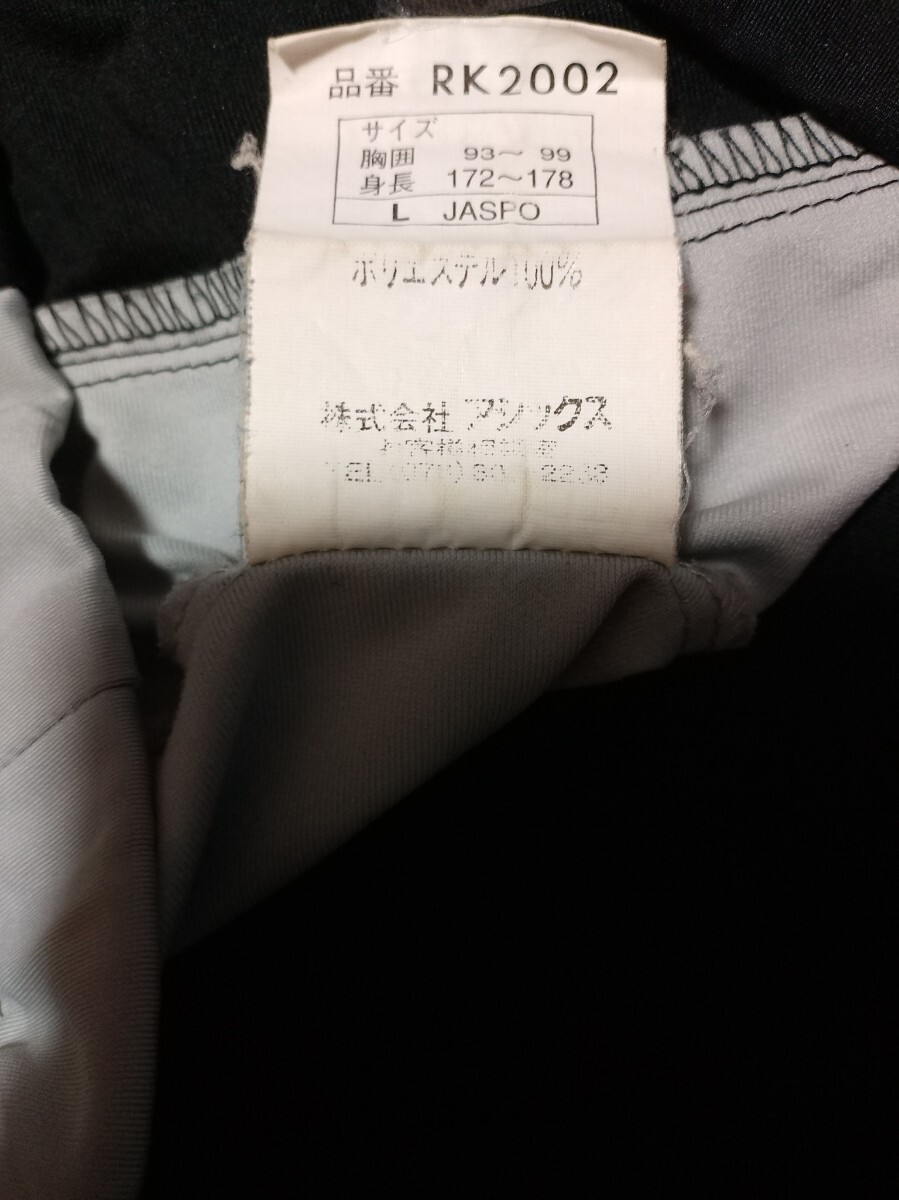 品番 RK2002
サイズ
胸囲 93～ 99
身長 172～178
L JASPO
ポリエステル100%
株式会社 アシックス